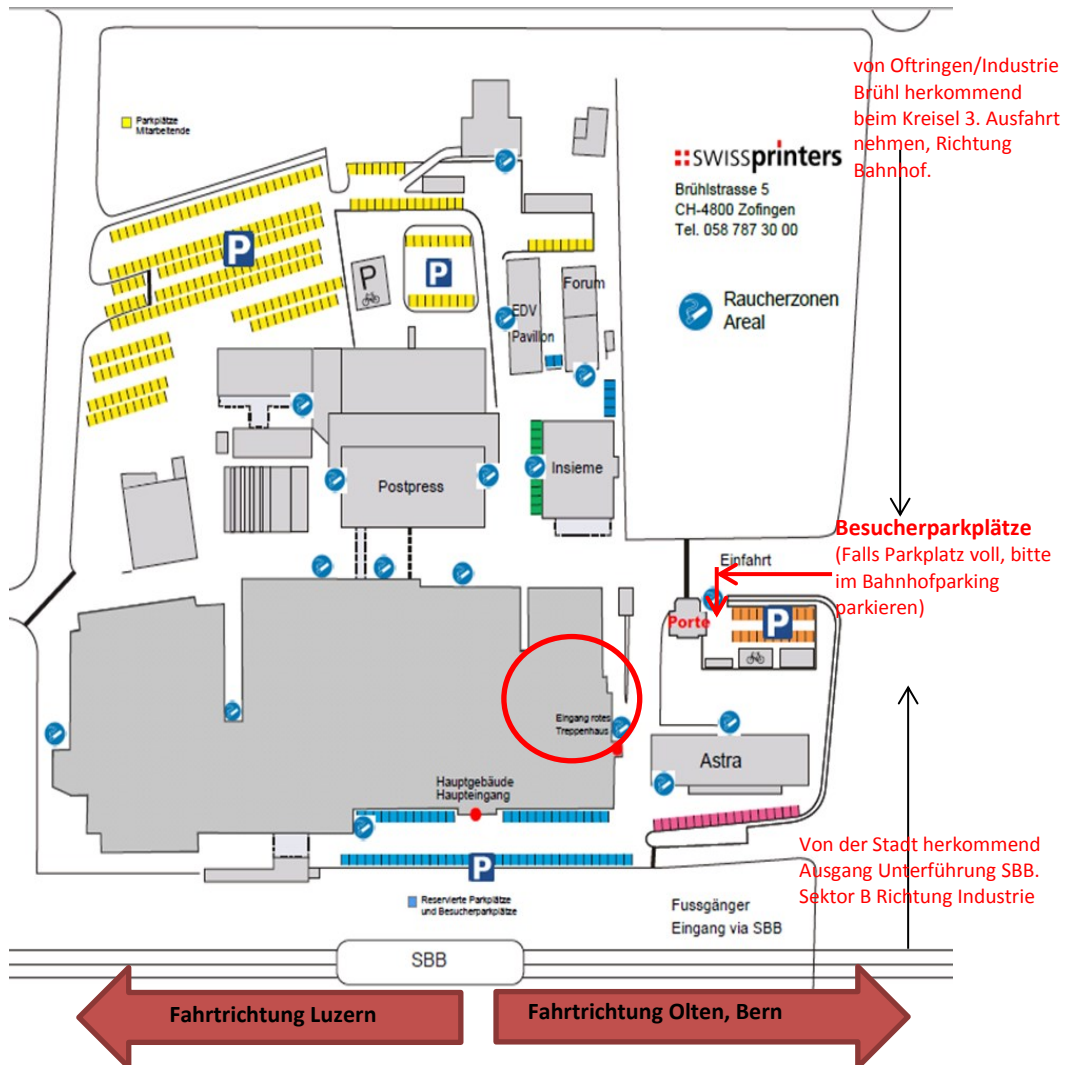 von Oftringen/Industrie
Brühl herkommend
beim Kreisel 3. Ausfahrt
nehmen, Richtung
Bahnhof.
Parkplätze
Mitarbeitende
swissprinters
Brühlstrasse 5
CH-4800 Zofingen
Tel. 058 787 30 00
P
P
P
Forum
EDV
Pavillon
Raucherzonen
Areal
Insieme
Postpress
Besucherparkplätze
(Falls Parkplatz voll, bitte
im Bahnhofparking
parkieren)
Einfahrt
Porte
P
Eingang rotes
Treppenhaus
Astra
Hauptgebäude
Haupteingang
Von der Stadt herkommend
Ausgang Unterführung SBB.
Sektor B Richtung Industrie
P
Reservierte Parkplätze
und Besucherparkplätze
Fussgänger
Eingang via SBB
SBB
Fahrtrichtung Luzern
Fahrtrichtung Olten, Bern